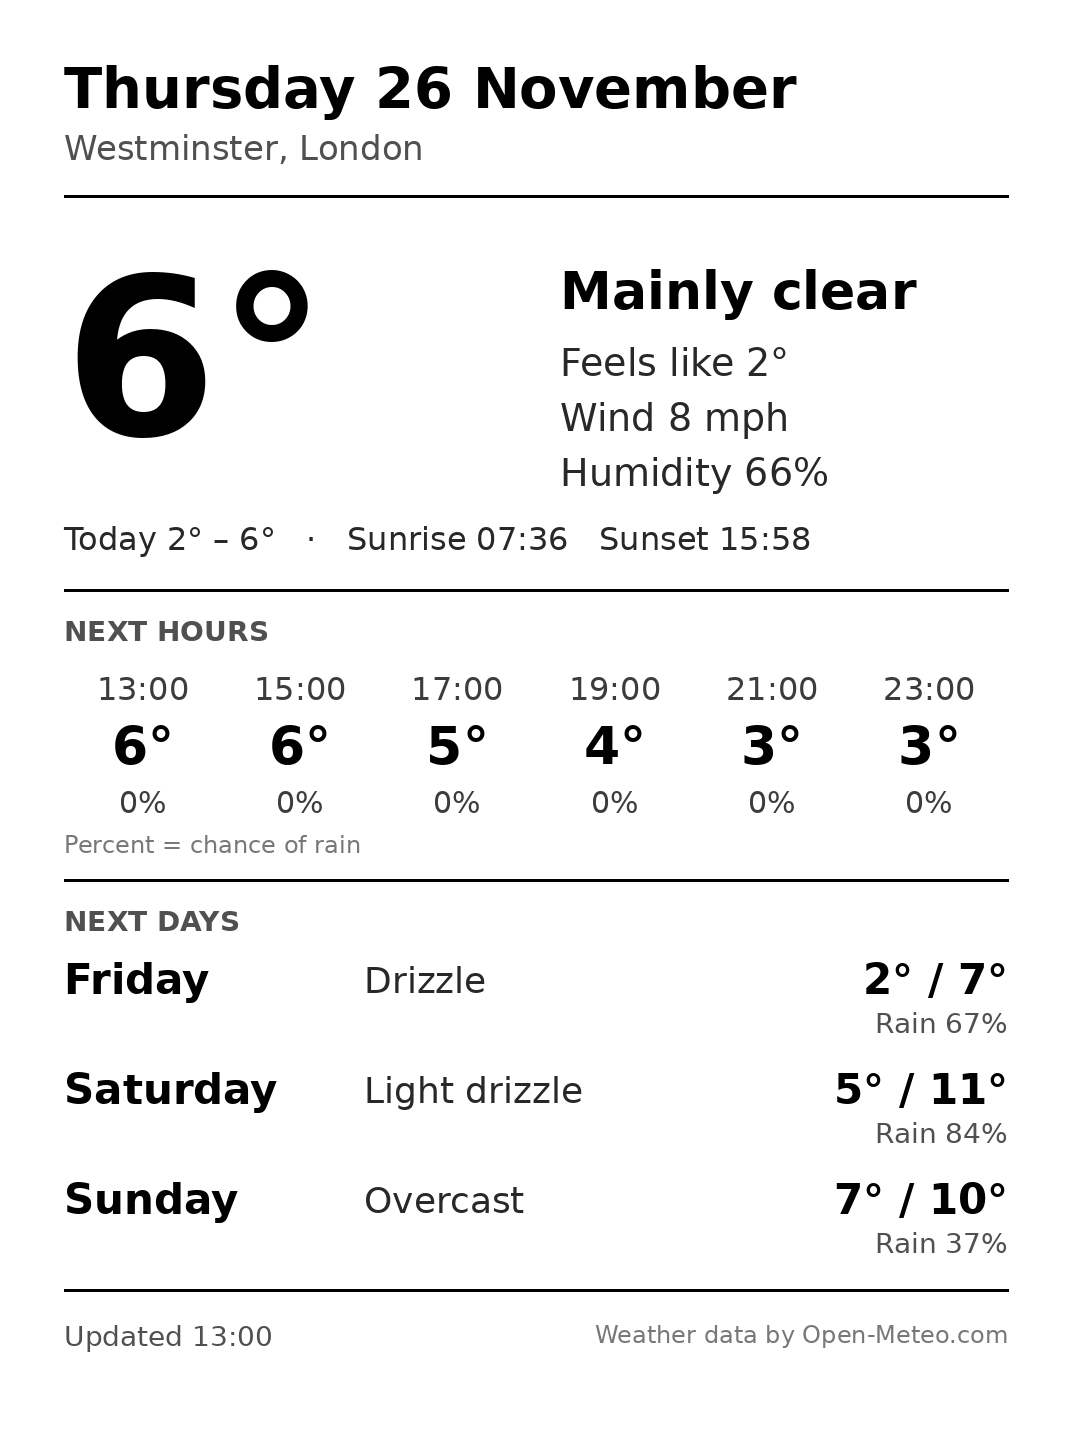 Thursday 26 November
Westminster, London
6°
Mainly clear
Feels like 2°
Wind 8 mph
Humidity 66%
Today 2° – 6° · Sunrise 07:36 Sunset 15:58
NEXT HOURS
13:00 15:00 17:00 19:00 21:00 23:00
6° 6° 5° 4° 3° 3°
0% 0% 0% 0% 0% 0%
Percent = chance of rain
NEXT DAYS
Friday Drizzle 2° / 7°
Rain 67%
Saturday Light drizzle 5° / 11°
Rain 84%
Sunday Overcast 7° / 10°
Rain 37%
Updated 13:00 Weather data by Open-Meteo.com